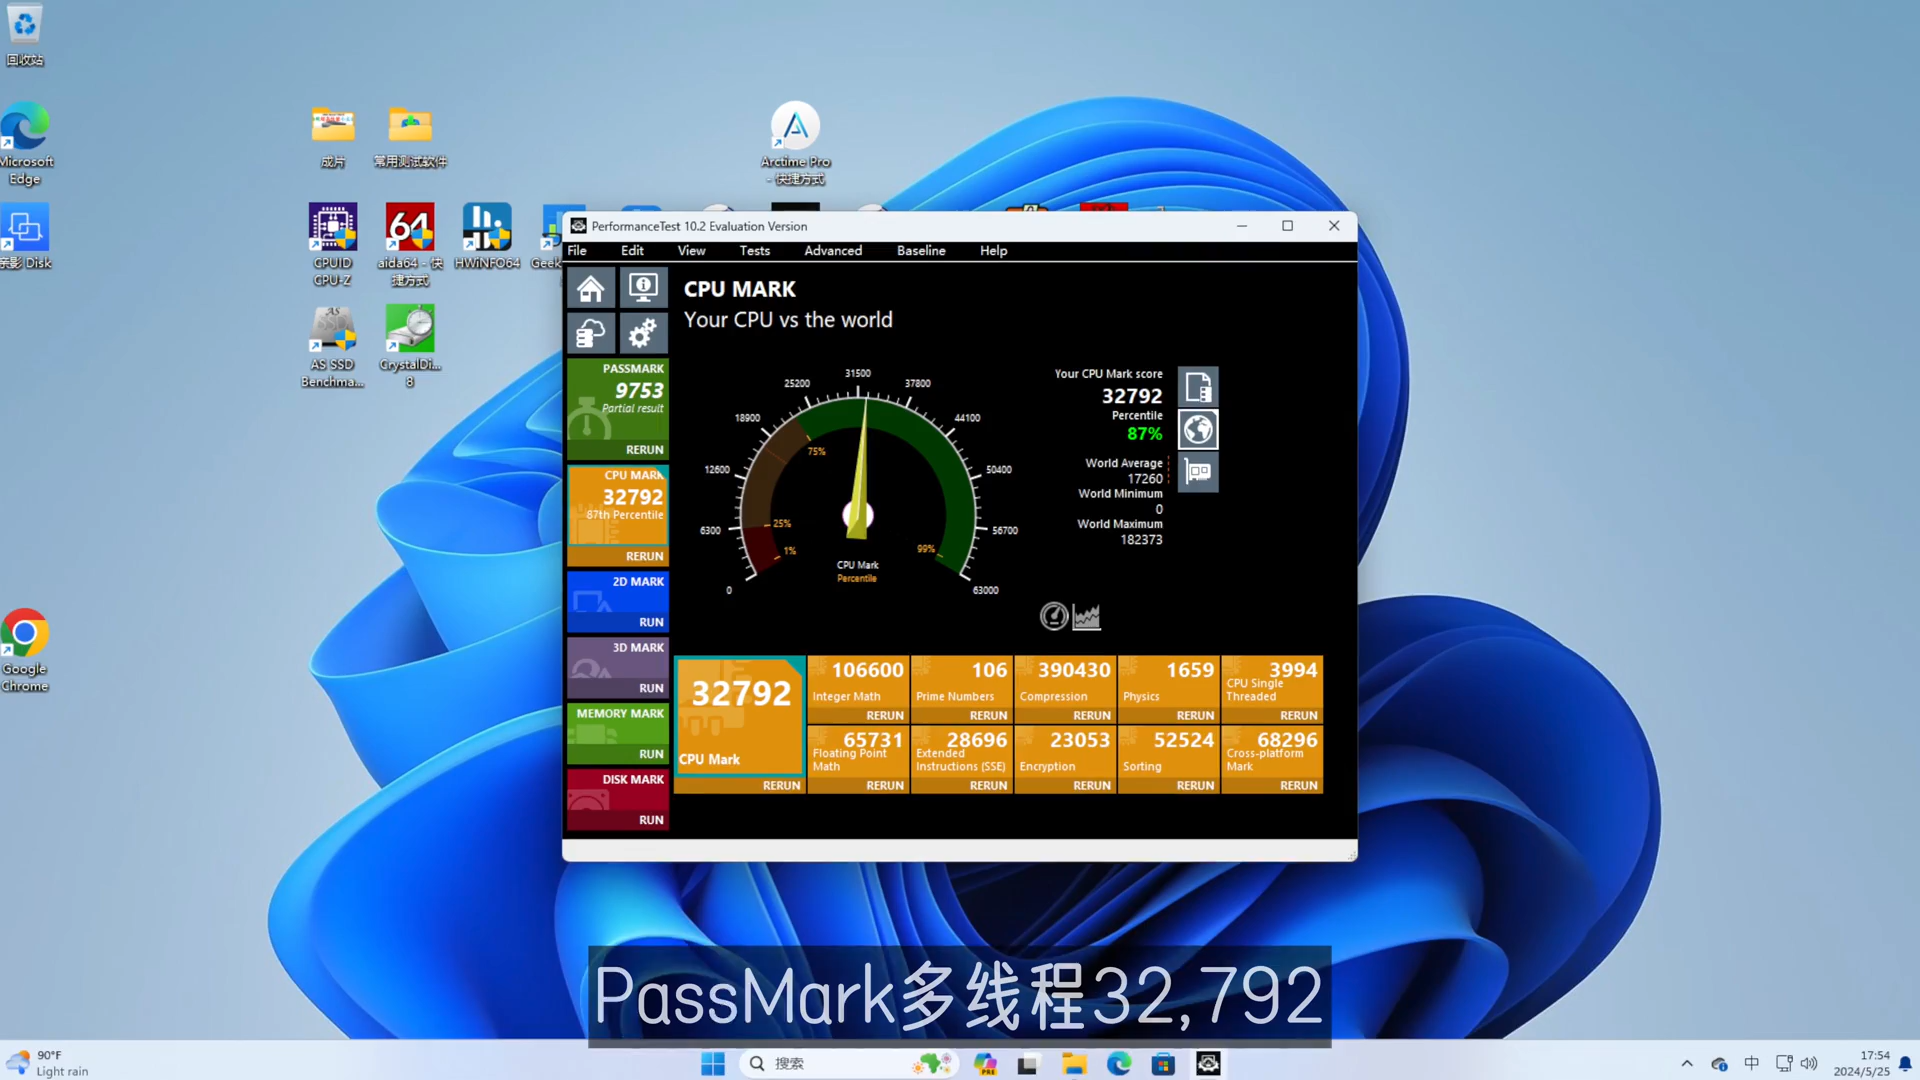 回收站
Microsoft
Edge
Disk
Google
Chrome
成片
常用测试软件
Arctime Pro
- 快捷方式
CPUID
CPU-Z
64
aida64 - 快
捷方式
HWiNFO64
Geek
AS
SSD
AS SSD
Benchma...
CrystalDi...
8
PerformanceTest 10.2 Evaluation Version
File
Edit
View
Tests
Advanced
Baseline
Help
CPU MARK
Your CPU vs the world
PASSMARK
9753
Partial result
RERUN
CPU MARK
32792
87th Percentile
RERUN
2D MARK
RUN
3D MARK
RUN
MEMORY MARK
RUN
DISK MARK
RUN
0
6300
12600
18900
25200
31500
37800
44100
50400
56700
63000
1%
25%
75%
99%
CPU Mark
Percentile
Your CPU Mark score
32792
Percentile
87%
World Average
17260
World Minimum
0
World Maximum
182373
32792
CPU Mark
RERUN
106600
Integer Math
RERUN
106
Prime Numbers
RERUN
390430
Compression
RERUN
1659
Physics
RERUN
3994
CPU Single
Threaded
RERUN
65731
Floating Point
Math
RERUN
28696
Extended
Instructions (SSE)
RERUN
23053
Encryption
RERUN
52524
Sorting
RERUN
68296
Cross-platform
Mark
RERUN
PassMark多线程32,792
90°F
Light rain
搜索
PRE
中
17:54
2024/5/25